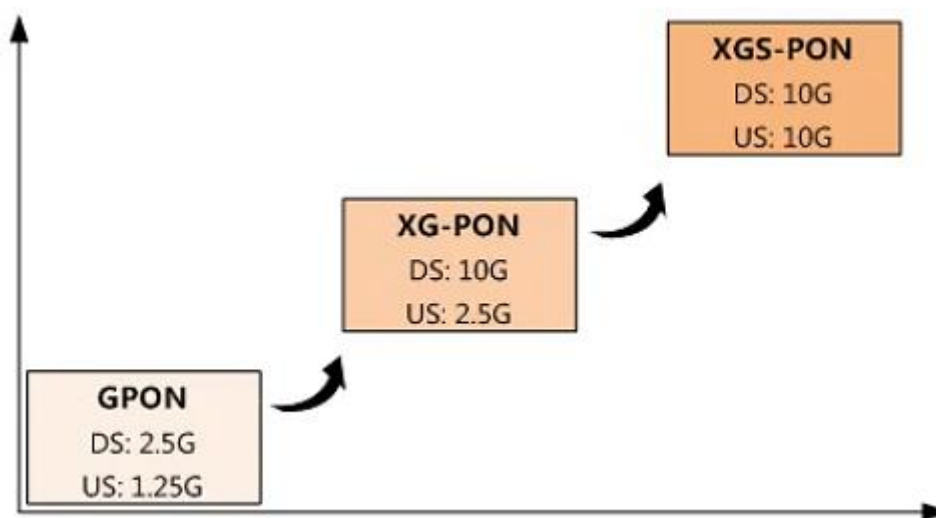 XGS-PON
DS: 10G
US: 10G
XG-PON
DS: 10G
US: 2.5G
GPON
DS: 2.5G
US: 1.25G